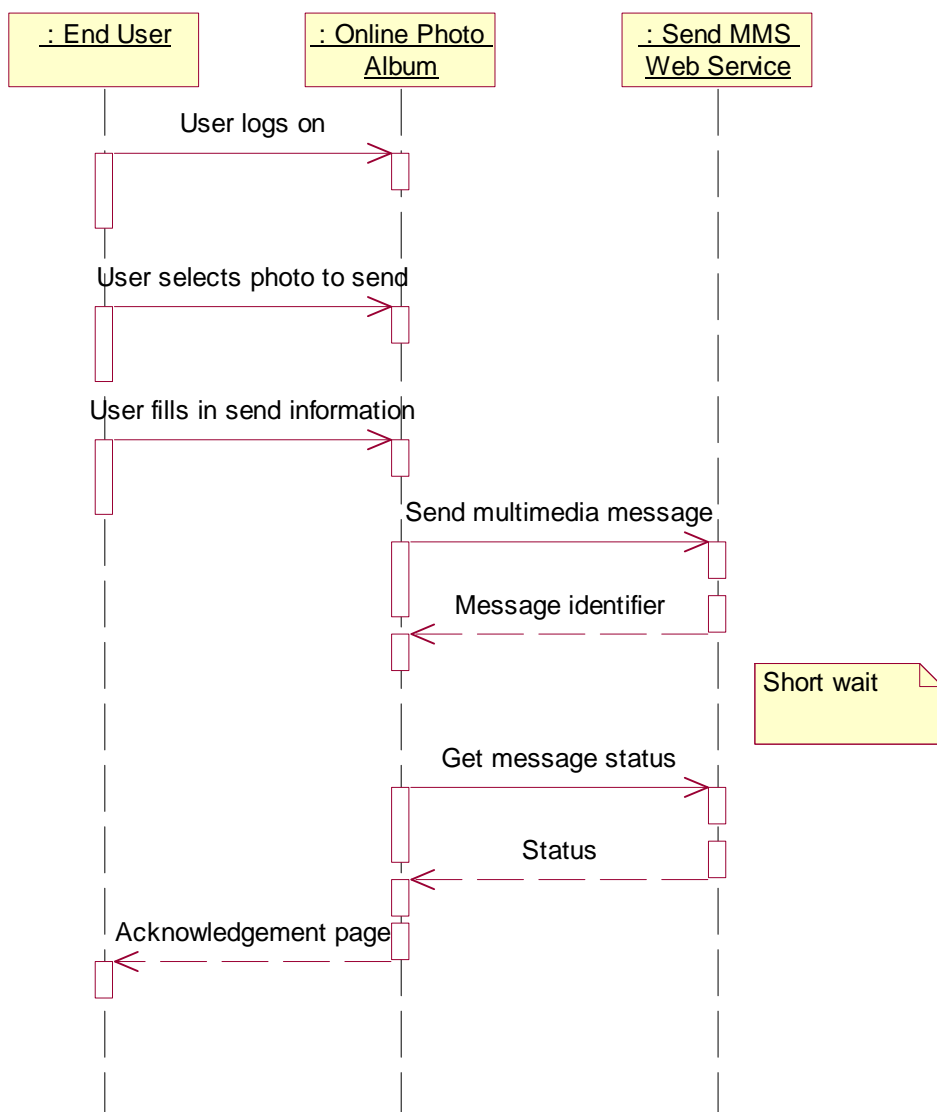 : End User
: Online Photo
Album
: Send MMS
Web Service
User logs on
User selects photo to send
User fills in send information
Send multimedia message
Message identifier
Short wait
Get message status
Status
Acknowledgement page